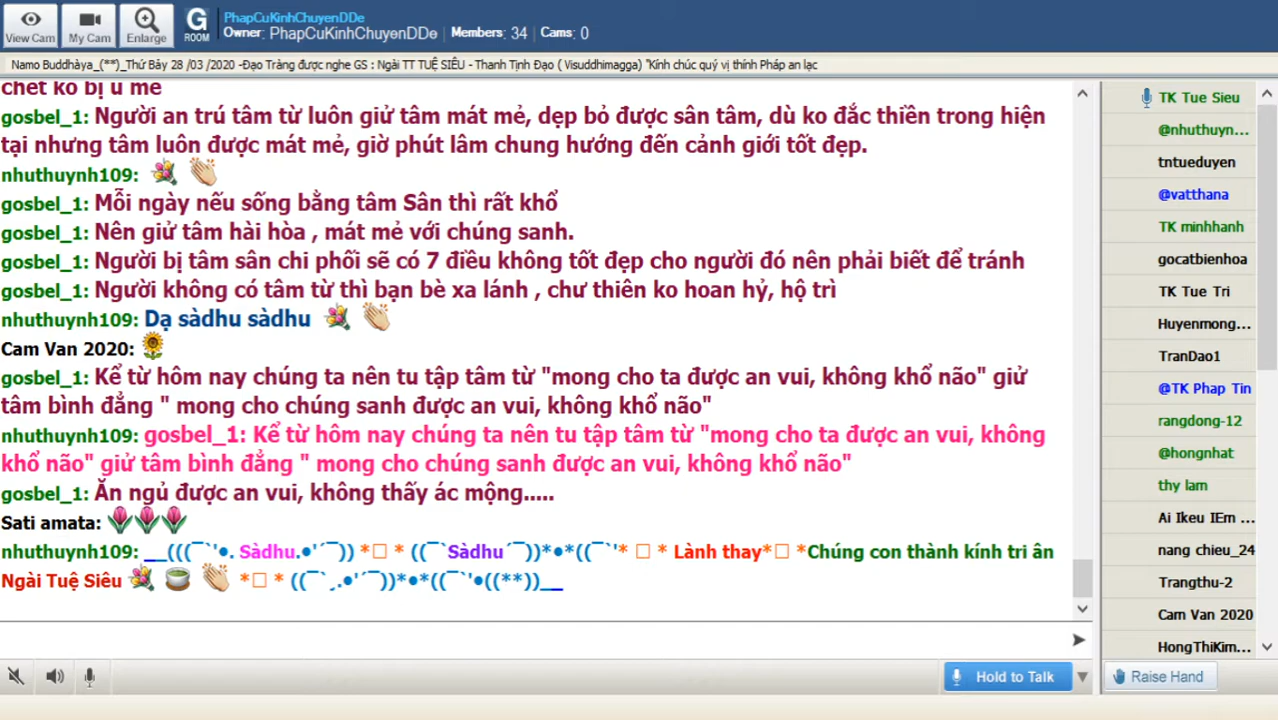 View Cam
My Cam
Enlarge
G ROOM
PhapCuKinhChuyenDDe
Owner: PhapCuKinhChuyenDDe Members: 34 Cams: 0
Namo Buddhàya_(**)_Thứ Bảy 28 /03 /2020 -Đạo Tràng được nghe GS : Ngài TT TUỆ SIÊU - Thanh Tịnh Đạo ( Visuddhimagga) "Kính chúc quý vị thính Pháp an lạc
chết ko bị u mê
gosbel_1: Người an trú tâm từ luôn giử tâm mát mẻ, dẹp bỏ được sân tâm, dù ko đắc thiền trong hiện
tại nhưng tâm luôn được mát mẻ, giờ phút lâm chung hướng đến cảnh giới tốt đẹp.
nhuthuynh109:
gosbel_1: Mỗi ngày nếu sống bằng tâm Sân thì rất khổ
gosbel_1: Nên giử tâm hài hòa , mát mẻ với chúng sanh.
gosbel_1: Người bị tâm sân chi phối sẽ có 7 điều không tốt đẹp cho người đó nên phải biết để tránh
gosbel_1: Người không có tâm từ thì bạn bè xa lánh , chư thiên ko hoan hỷ, hộ trì
nhuthuynh109: Dạ sàdhu sàdhu
Cam Van 2020:
gosbel_1: Kể từ hôm nay chúng ta nên tu tập tâm từ "mong cho ta được an vui, không khổ não" giử
tâm bình đẳng " mong cho chúng sanh được an vui, không khổ não"
nhuthuynh109: gosbel_1: Kể từ hôm nay chúng ta nên tu tập tâm từ "mong cho ta được an vui, không
khổ não" giử tâm bình đẳng " mong cho chúng sanh được an vui, không khổ não"
gosbel_1: Ăn ngủ được an vui, không thấy ác mộng.....
Sati amata:
nhuthuynh109: __(((¯`'•. Sàdhu.•'´¯)) *□ * ((¯`Sàdhu´¯))*•*((¯`'* □ * Lành thay*□ *Chúng con thành kính tri ân
Ngài Tuệ Siêu *□ * ((¯`¸.•'´¯))*•*((¯`'•((**))__
Hold to Talk
TK Tue Sieu
@nhuthuyn...
tntueduyen
@vatthana
TK minhhanh
gocatbienhoa
TK Tue Tri
Huyenmong...
TranDao1
@TK Phap Tin
rangdong-12
@hongnhat
thy lam
Ai Ikeu IEm ...
nang chieu_24
Trangthu-2
Cam Van 2020
HongThiKim...
Raise Hand